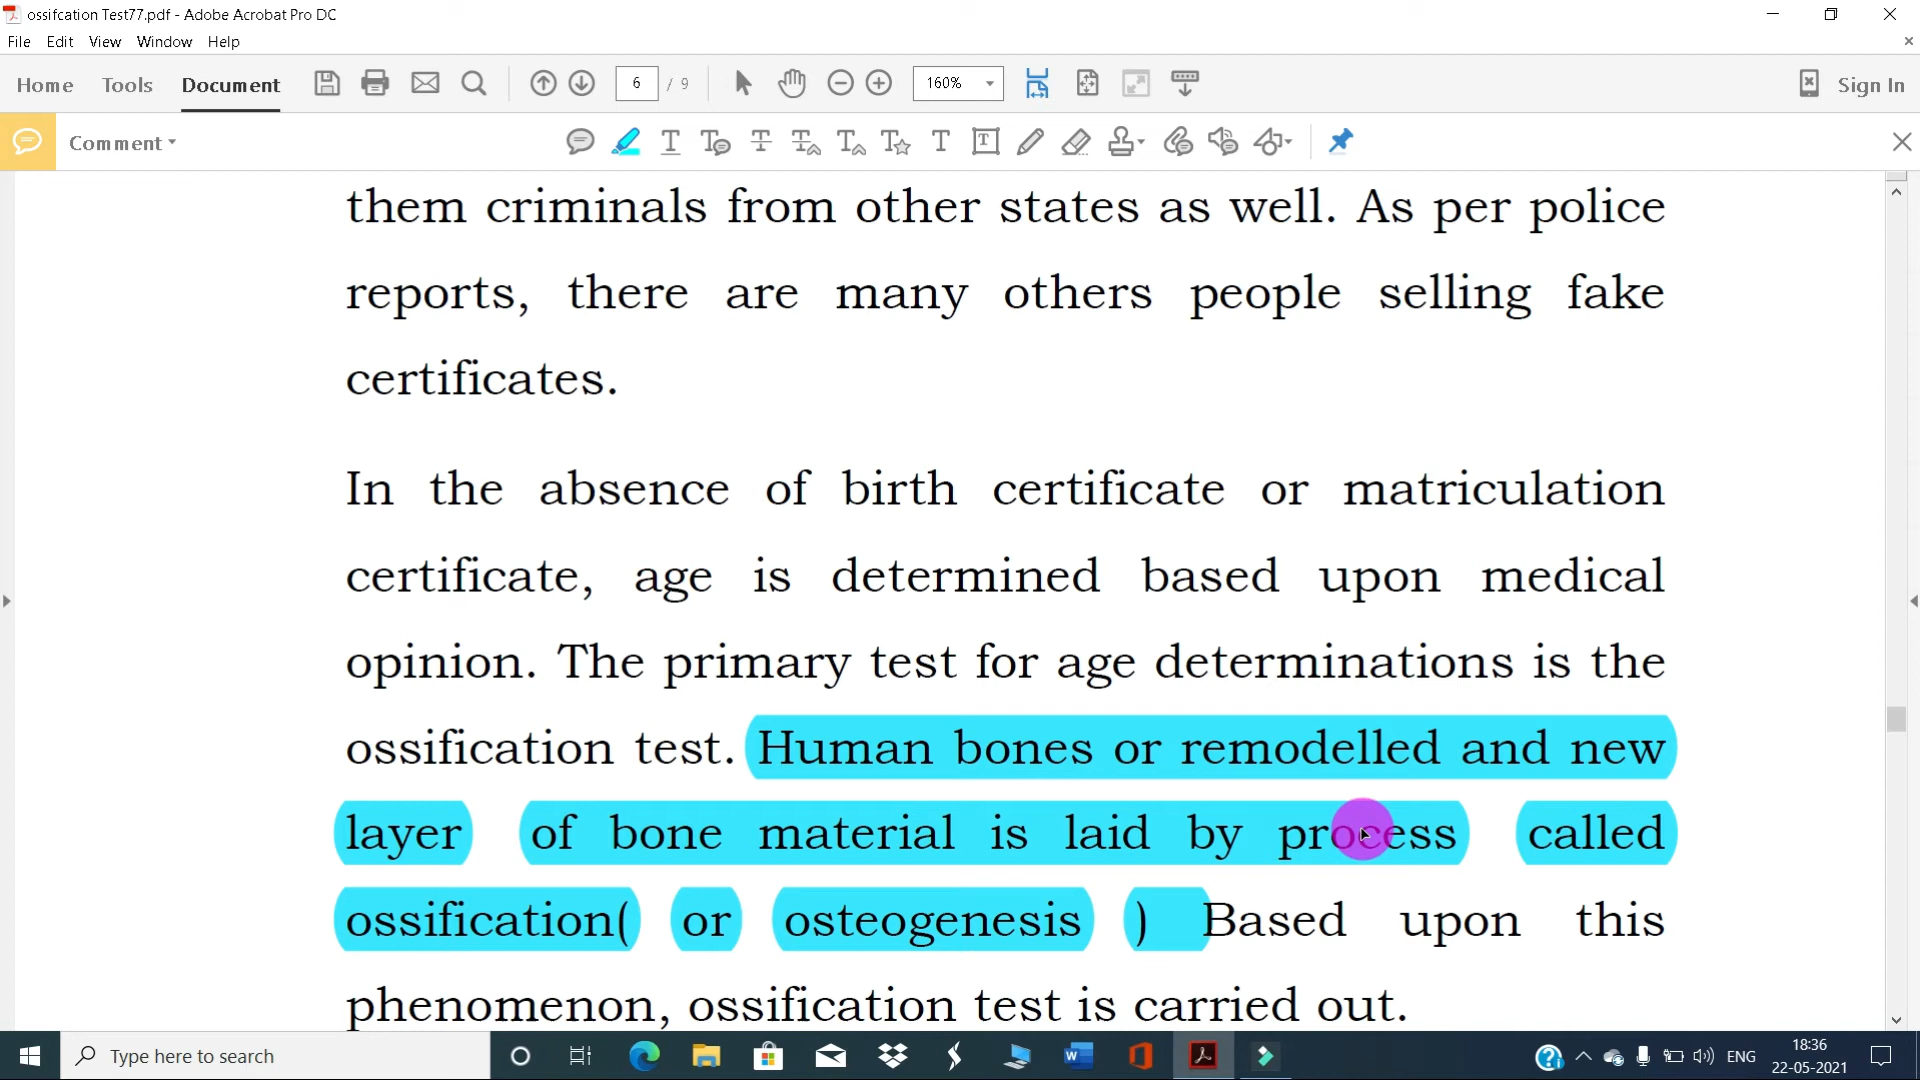 ossifcation Test77.pdf - Adobe Acrobat Pro DC
File Edit View Window Help
Home Tools Document 6 / 9 160% Sign In
Comment
them criminals from other states as well. As per police
reports, there are many others people selling fake
certificates.
In the absence of birth certificate or matriculation
certificate, age is determined based upon medical
opinion. The primary test for age determinations is the
ossification test. Human bones or remodelled and new
layer of bone material is laid by process called
ossification( or osteogenesis ) Based upon this
phenomenon, ossification test is carried out.
Type here to search
ENG
18:36
22-05-2021